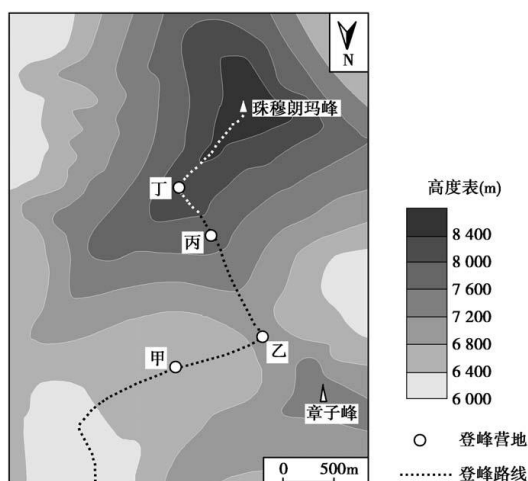 N
珠穆朗玛峰
丁
丙
乙
甲
章子峰
0 500m
高度表(m)
8 400
8 000
7 600
7 200
6 800
6 400
6 000
登峰营地
登峰路线